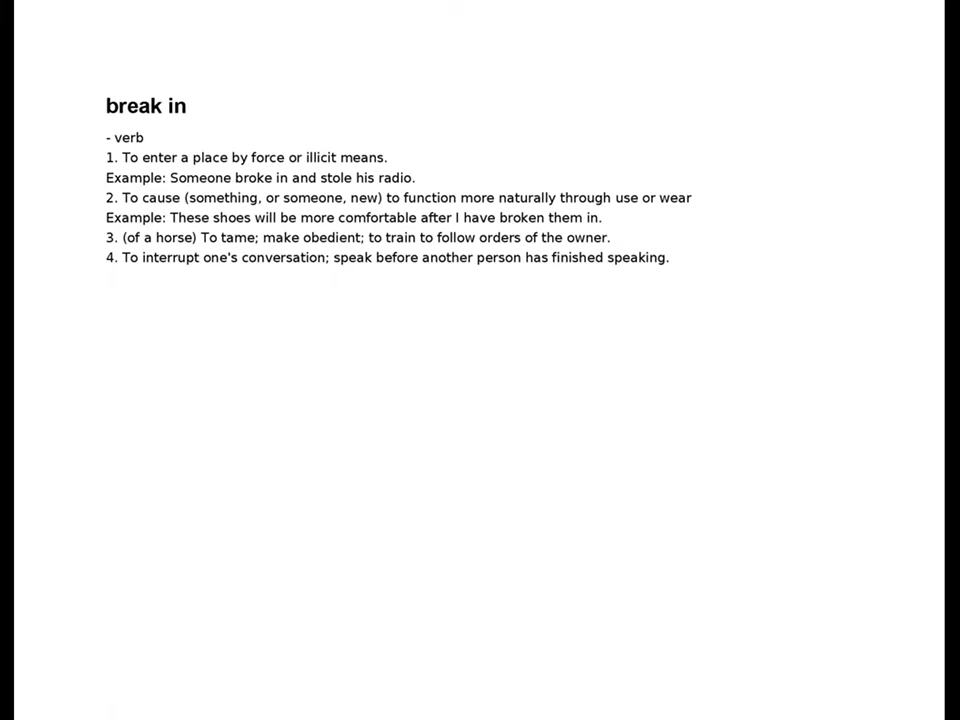 break in
- verb
1. To enter a place by force or illicit means.
Example: Someone broke in and stole his radio.
2. To cause (something, or someone, new) to function more naturally through use or wear
Example: These shoes will be more comfortable after I have broken them in.
3. (of a horse) To tame; make obedient; to train to follow orders of the owner.
4. To interrupt one's conversation; speak before another person has finished speaking.